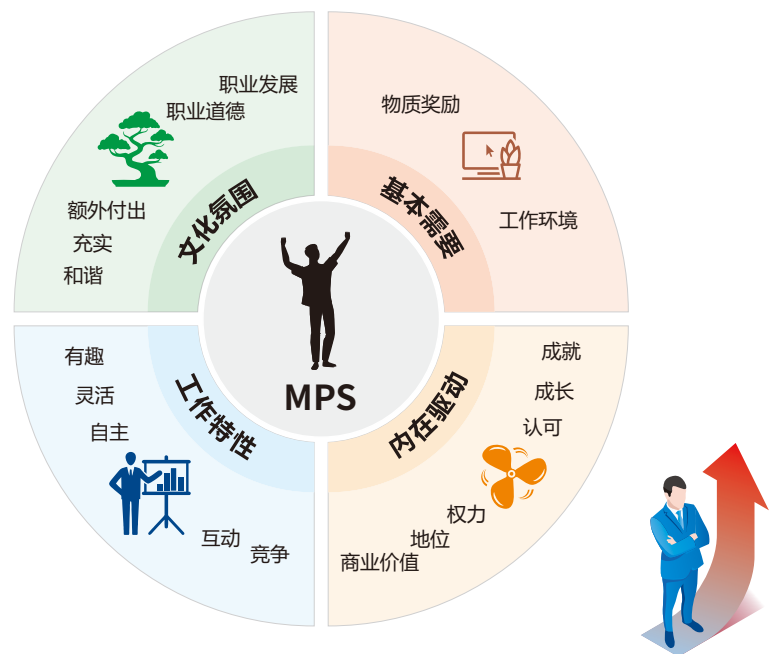 职业发展
职业道德
额外付出
充实
和谐
文化氛围
物质奖励
工作环境
基本需要
MPS
有趣
灵活
自主
互动
竞争
工作特性
成就
成长
认可
权力
地位
商业价值
内在驱动